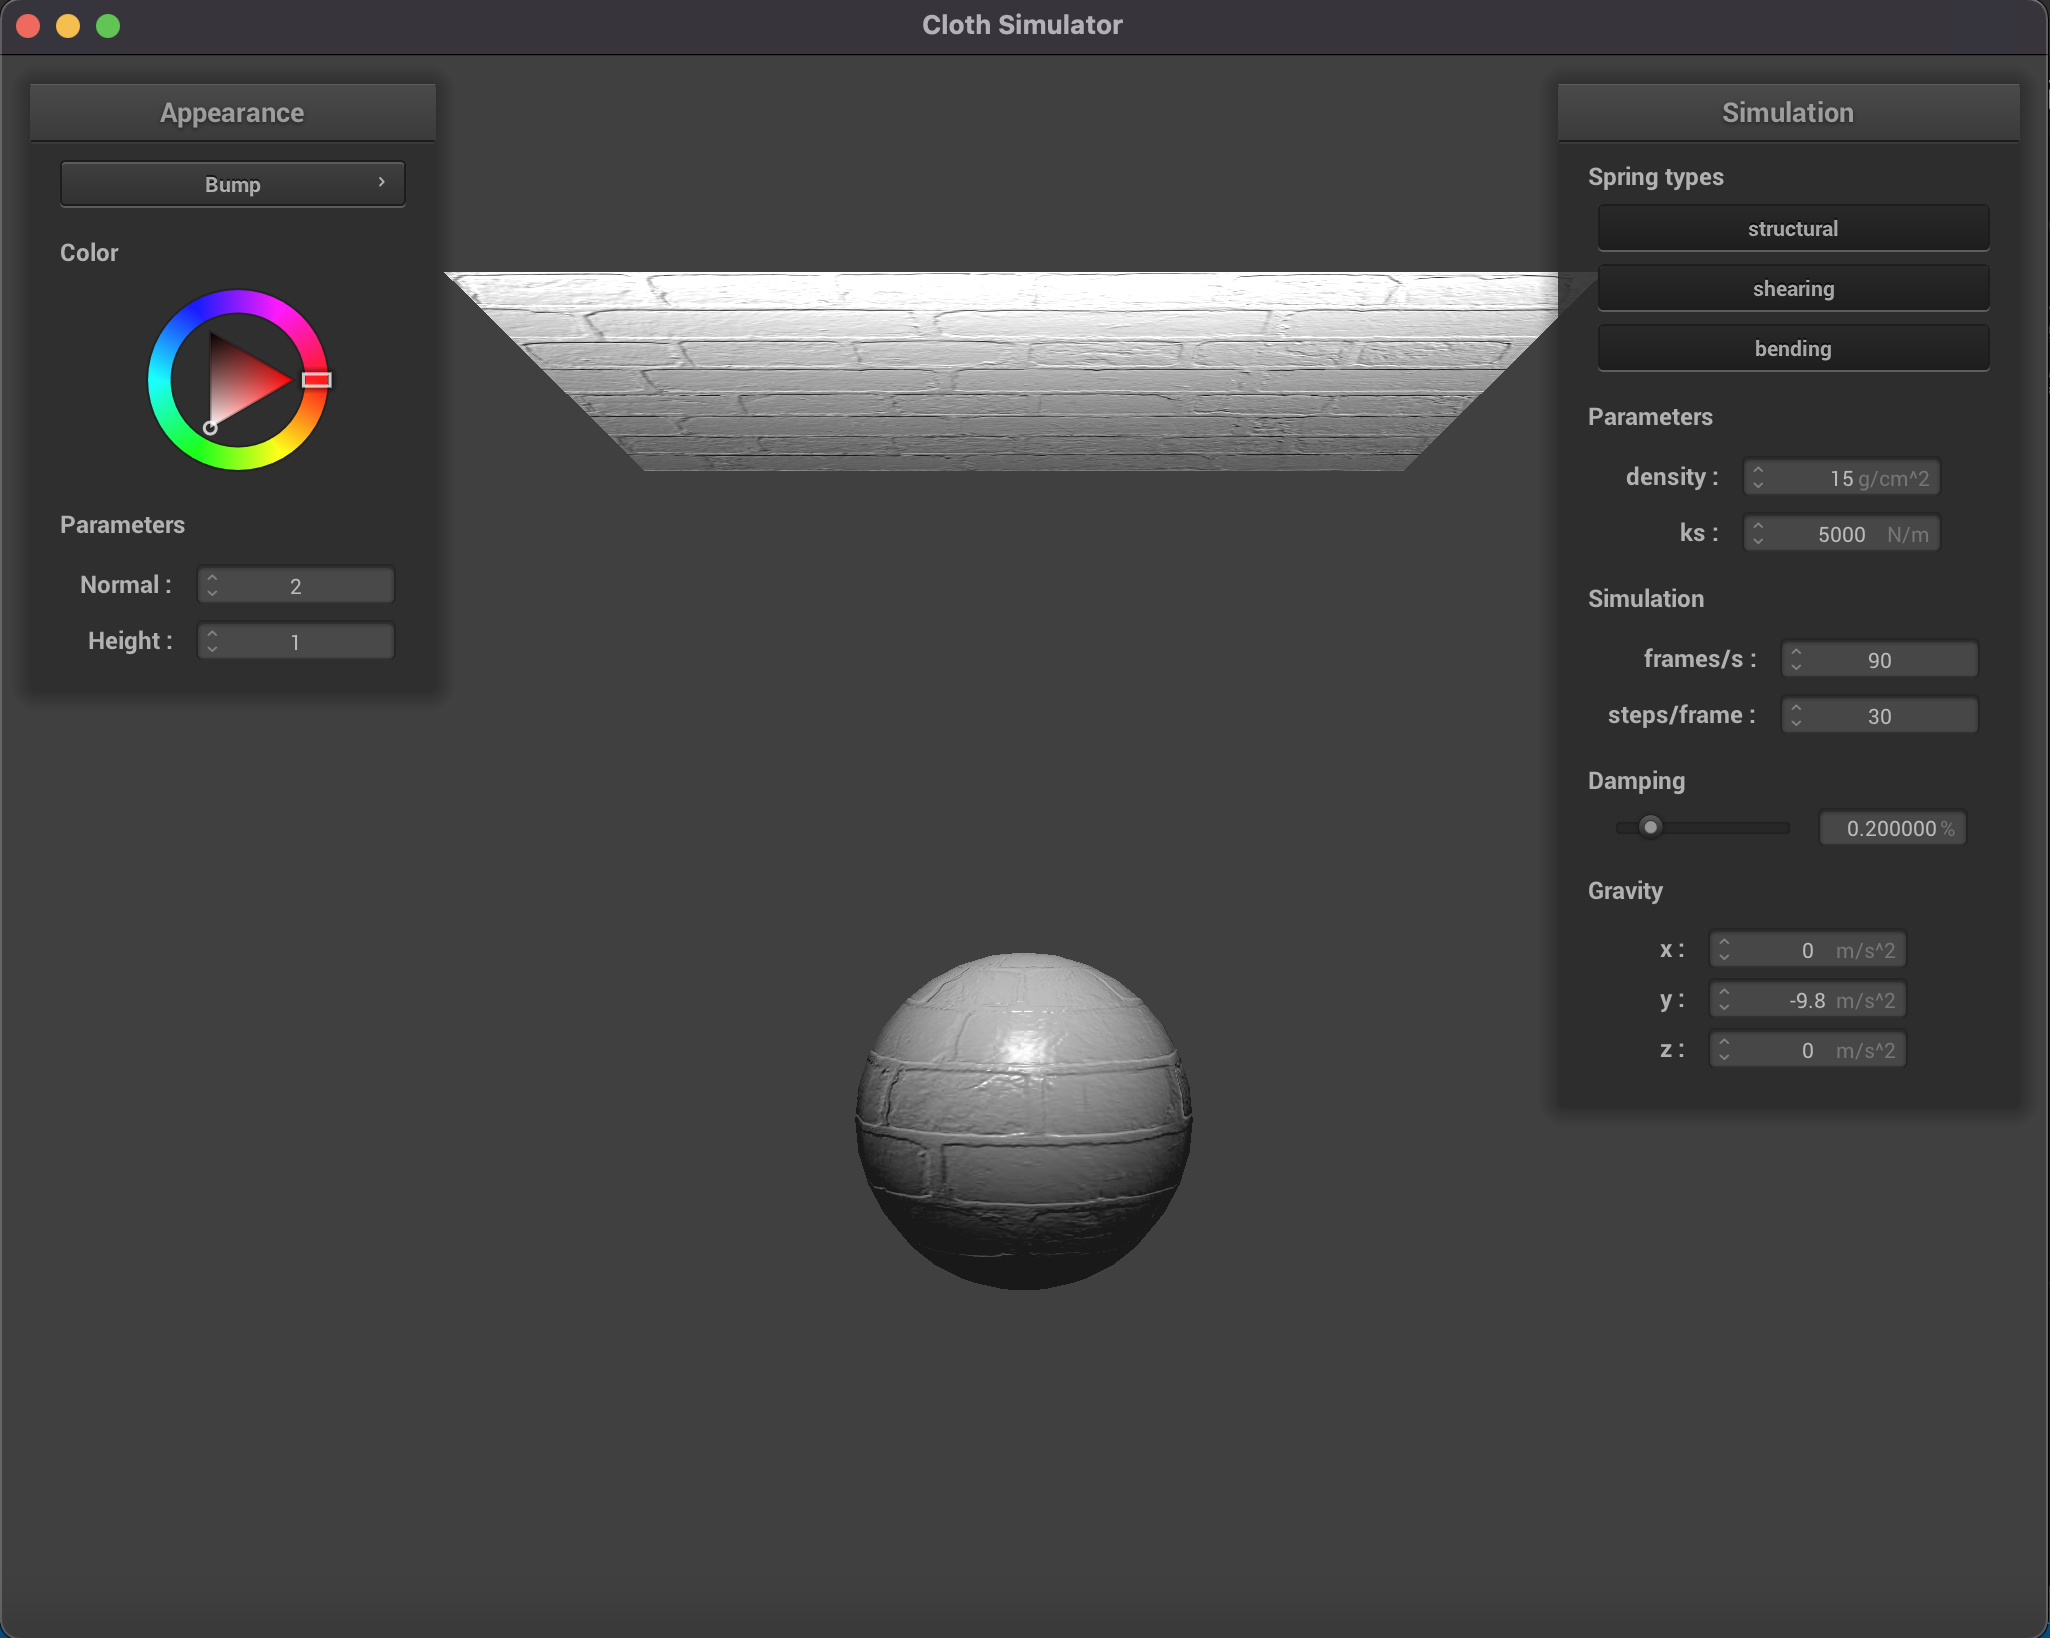 Cloth Simulator
Appearance
Bump
Color
Parameters
Normal : 2
Height : 1
Simulation
Spring types
structural
shearing
bending
Parameters
density : 15 g/cm^2
ks : 5000 N/m
Simulation
frames/s : 90
steps/frame : 30
Damping
0.200000 %
Gravity
x : 0 m/s^2
y : -9.8 m/s^2
z : 0 m/s^2